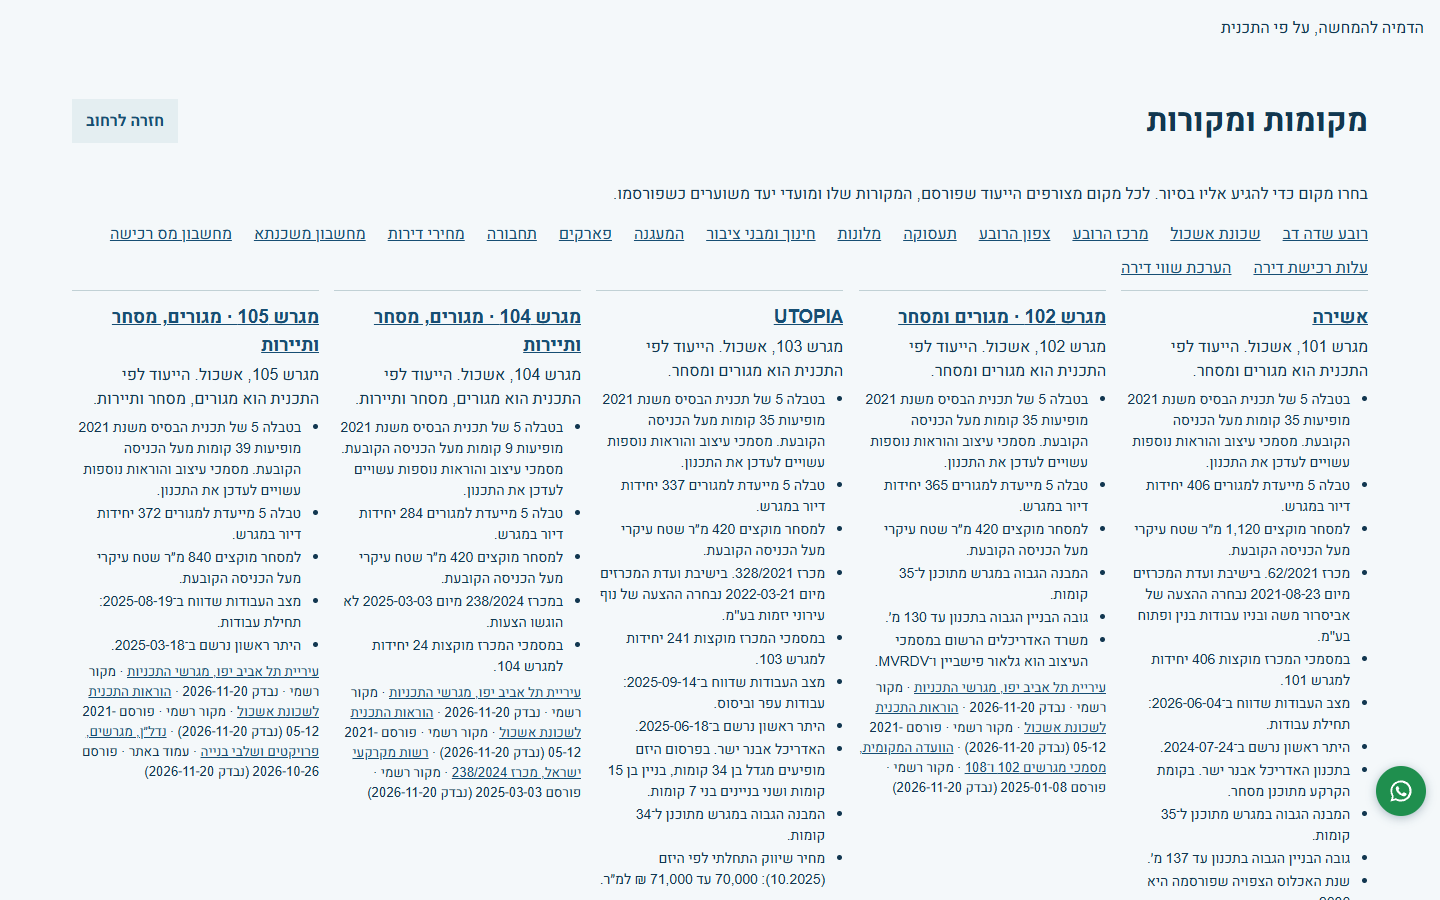 הדמיה להמחשה, על פי התכנית
מקומות ומקורות
חזרה לרחוב
בחרו מקום כדי להגיע אליו בסיור. לכל מקום מצורפים הייעוד שפורסם, המקורות שלו ומועדי יעד משוערים כשפורסמו.
רובע שדה דב שכונת אשכול מרכז הרובע צפון הרובע תעסוקה מלונות חינוך ומבני ציבור המעגנה פארקים תחבורה מחירי דירות מחשבון משכנתא מחשבון מס רכישה
עלות רכישת דירה הערכת שווי דירה
אשירה
מגרש 101, אשכול. הייעוד לפי
התכנית הוא מגורים ומסחר.
בטבלה 5 של תכנית הבסיס משנת 2021
מופיעות 35 קומות מעל הכניסה
הקובעת. מסמכי עיצוב והוראות נוספות
עשויים לעדכן את התכנון.
טבלה 5 מייעדת למגורים 406 יחידות
דיור במגרש.
למסחר מוקצים 1,120 מ״ר שטח עיקרי
מעל הכניסה הקובעת.
מכרז 62/2021. בישיבת ועדת המכרזים
מיום 2021-08-23 נבחרה ההצעה של
אביסרור משה ובניו עבודות בנין ופתוח
בע"מ.
במסמכי המכרז מוקצות 406 יחידות
למגרש 101.
מצב העבודות שדווח ב־2026-06-04:
תחילת עבודות.
היתר ראשון נרשם ב־2024-07-24.
בתכנון האדריכל אבנר ישר. בקומת
הקרקע מתוכנן מסחר.
המבנה הגבוה במגרש מתוכנן ל־35
קומות.
גובה הבניין הגבוה בתכנון עד 137 מ׳.
שנת האכלוס הצפויה שפורסמה היא
מגרש 102 · מגורים ומסחר
מגרש 102, אשכול. הייעוד לפי
התכנית הוא מגורים ומסחר.
בטבלה 5 של תכנית הבסיס משנת 2021
מופיעות 35 קומות מעל הכניסה
הקובעת. מסמכי עיצוב והוראות נוספות
עשויים לעדכן את התכנון.
טבלה 5 מייעדת למגורים 365 יחידות
דיור במגרש.
למסחר מוקצים 420 מ״ר שטח עיקרי
מעל הכניסה הקובעת.
המבנה הגבוה במגרש מתוכנן ל־35
קומות.
גובה הבניין הגבוה בתכנון עד 130 מ׳.
משרד האדריכלים הרשום במסמכי
העיצוב הוא גלאור פישביין ו־MVRDV.
עיריית תל אביב יפו, מגרשי התכניות · מקור
רשמי · נבדק 2026-11-20 · הוראות התכנית
לשכונת אשכול · מקור רשמי · פורסם 2021-
05-12 (נבדק 2026-11-20) · הוועדה המקומית,
מסמכי מגרשים 102 ו־108 · מקור רשמי ·
פורסם 2025-01-08 (נבדק 2026-11-20)
UTOPIA
מגרש 103, אשכול. הייעוד לפי
התכנית הוא מגורים ומסחר.
בטבלה 5 של תכנית הבסיס משנת 2021
מופיעות 35 קומות מעל הכניסה
הקובעת. מסמכי עיצוב והוראות נוספות
עשויים לעדכן את התכנון.
טבלה 5 מייעדת למגורים 337 יחידות
דיור במגרש.
למסחר מוקצים 420 מ״ר שטח עיקרי
מעל הכניסה הקובעת.
מכרז 328/2021. בישיבת ועדת המכרזים
מיום 2022-03-21 נבחרה ההצעה של נוף
עירוני יזמות בע"מ.
במסמכי המכרז מוקצות 241 יחידות
למגרש 103.
מצב העבודות שדווח ב־2025-09-14:
עבודות עפר וביסוס.
היתר ראשון נרשם ב־2025-06-18.
האדריכל אבנר ישר. בפרסום היזם
מופיעים מגדל בן 34 קומות, בניין בן 15
קומות ושני בניינים בני 7 קומות.
המבנה הגבוה במגרש מתוכנן ל־34
קומות.
מחיר שיווק התחלתי לפי היזם
(10.2025): 70,000 עד 71,000 ₪ למ״ר.
מגרש 104 · מגורים, מסחר
ותיירות
מגרש 104, אשכול. הייעוד לפי
התכנית הוא מגורים, מסחר ותיירות.
בטבלה 5 של תכנית הבסיס משנת 2021
מופיעות 9 קומות מעל הכניסה הקובעת.
מסמכי עיצוב והוראות נוספות עשויים
לעדכן את התכנון.
טבלה 5 מייעדת למגורים 284 יחידות
דיור במגרש.
למסחר מוקצים 420 מ״ר שטח עיקרי
מעל הכניסה הקובעת.
במכרז 238/2024 מיום 2025-03-03 לא
הוגשו הצעות.
במסמכי המכרז מוקצות 24 יחידות
למגרש 104.
עיריית תל אביב יפו, מגרשי התכניות · מקור
רשמי · נבדק 2026-11-20 · הוראות התכנית
לשכונת אשכול · מקור רשמי · פורסם 2021-
05-12 (נבדק 2026-11-20) · רשות מקרקעי
ישראל, מכרז 238/2024 · מקור רשמי ·
פורסם 2025-03-03 (נבדק 2026-11-20)
מגרש 105 · מגורים, מסחר
ותיירות
מגרש 105, אשכול. הייעוד לפי
התכנית הוא מגורים, מסחר ותיירות.
בטבלה 5 של תכנית הבסיס משנת 2021
מופיעות 39 קומות מעל הכניסה
הקובעת. מסמכי עיצוב והוראות נוספות
עשויים לעדכן את התכנון.
טבלה 5 מייעדת למגורים 372 יחידות
דיור במגרש.
למסחר מוקצים 840 מ״ר שטח עיקרי
מעל הכניסה הקובעת.
מצב העבודות שדווח ב־2025-08-19:
תחילת עבודות.
היתר ראשון נרשם ב־2025-03-18.
עיריית תל אביב יפו, מגרשי התכניות · מקור
רשמי · נבדק 2026-11-20 · הוראות התכנית
לשכונת אשכול · מקור רשמי · פורסם 2021-
05-12 (נבדק 2026-11-20) · נדל״ן, מגרשים,
פרויקטים ושלבי בנייה · עמוד באתר · פורסם
2026-10-26 (נבדק 2026-11-20)